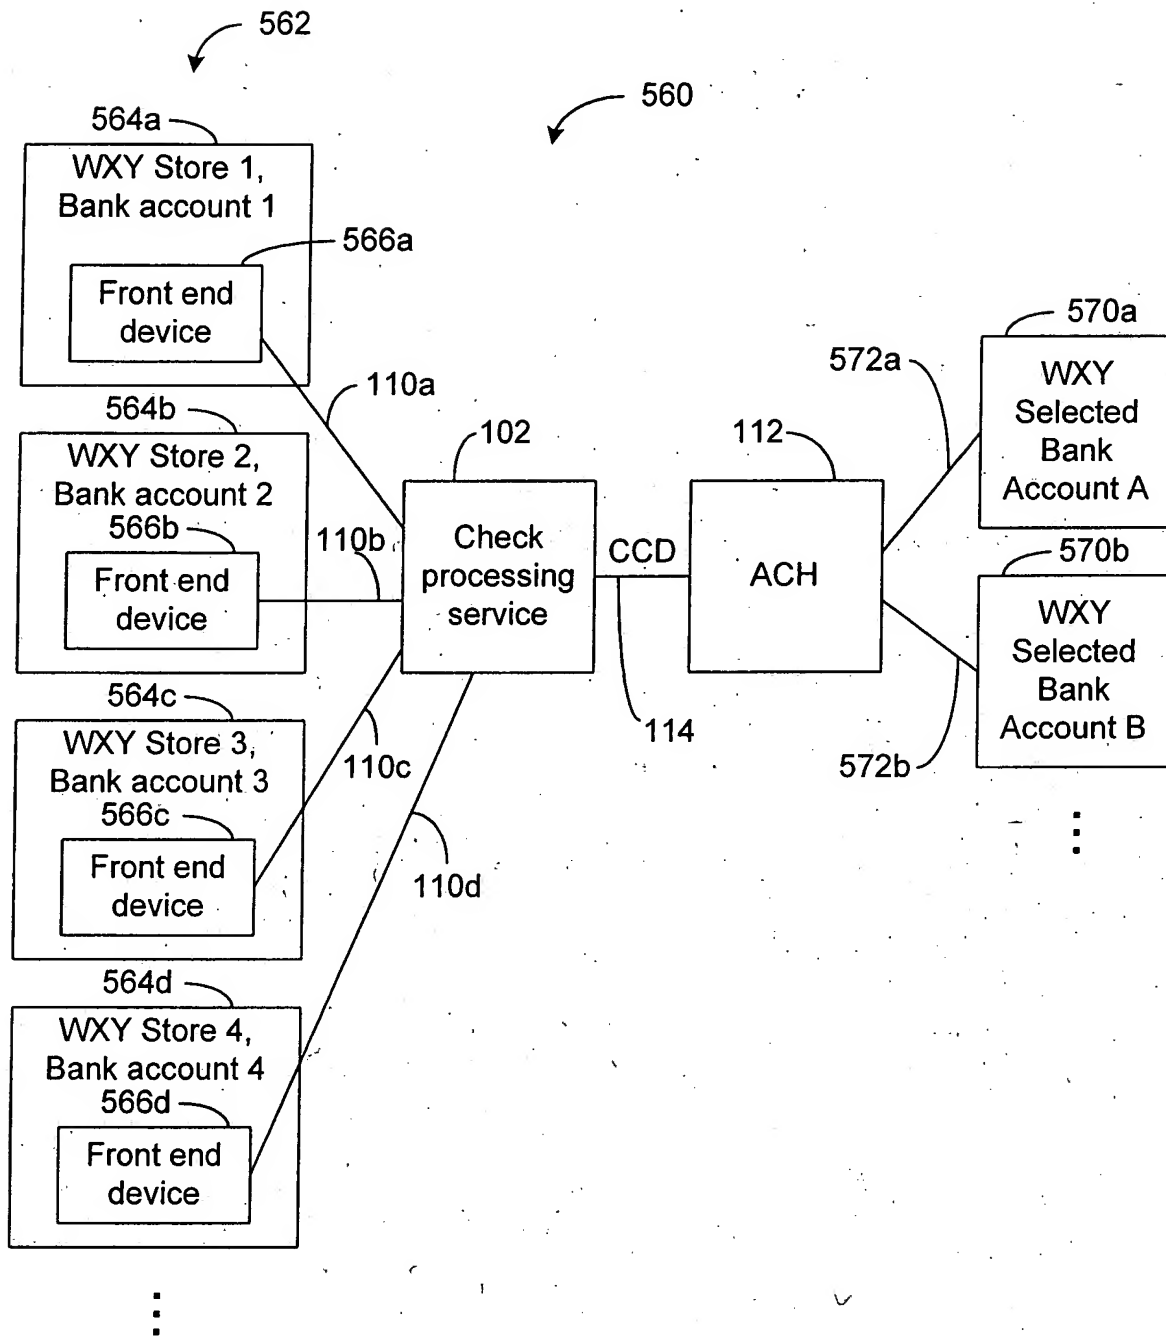 562
560
564a
WXY Store 1,
Bank account 1
566a
Front end
device
110a
564b
WXY Store 2,
Bank account 2
566b
Front end
device
110b
564c
WXY Store 3,
Bank account 3
566c
Front end
device
110c
564d
WXY Store 4,
Bank account 4
566d
Front end
device
110d
102
Check
processing
service
CCD
114
112
ACH
572a
570a
WXY
Selected
Bank
Account A
570b
WXY
Selected
Bank
Account B
572b